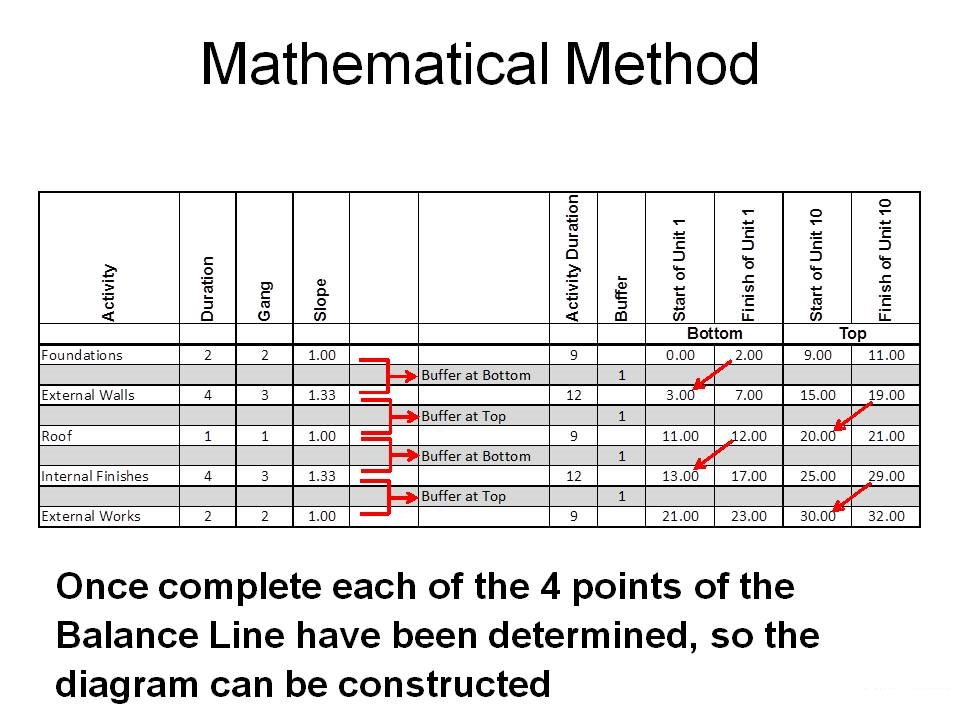 Mathematical Method
Activity Duration Gang Slope Activity Duration Buffer Start of Unit 1 Finish of Unit 1 Start of Unit 10 Finish of Unit 10
Bottom Top
Foundations 2 2 1.00 9 0.00 2.00 9.00 11.00
Buffer at Bottom 1
External Walls 4 3 1.33 12 3.00 7.00 15.00 19.00
Buffer at Top 1
Roof 1 1 1.00 9 11.00 12.00 20.00 21.00
Buffer at Bottom 1
Internal Finishes 4 3 1.33 12 13.00 17.00 25.00 29.00
Buffer at Top 1
External Works 2 2 1.00 9 21.00 23.00 30.00 32.00
Once complete each of the 4 points of the
Balance Line have been determined, so the
diagram can be constructed